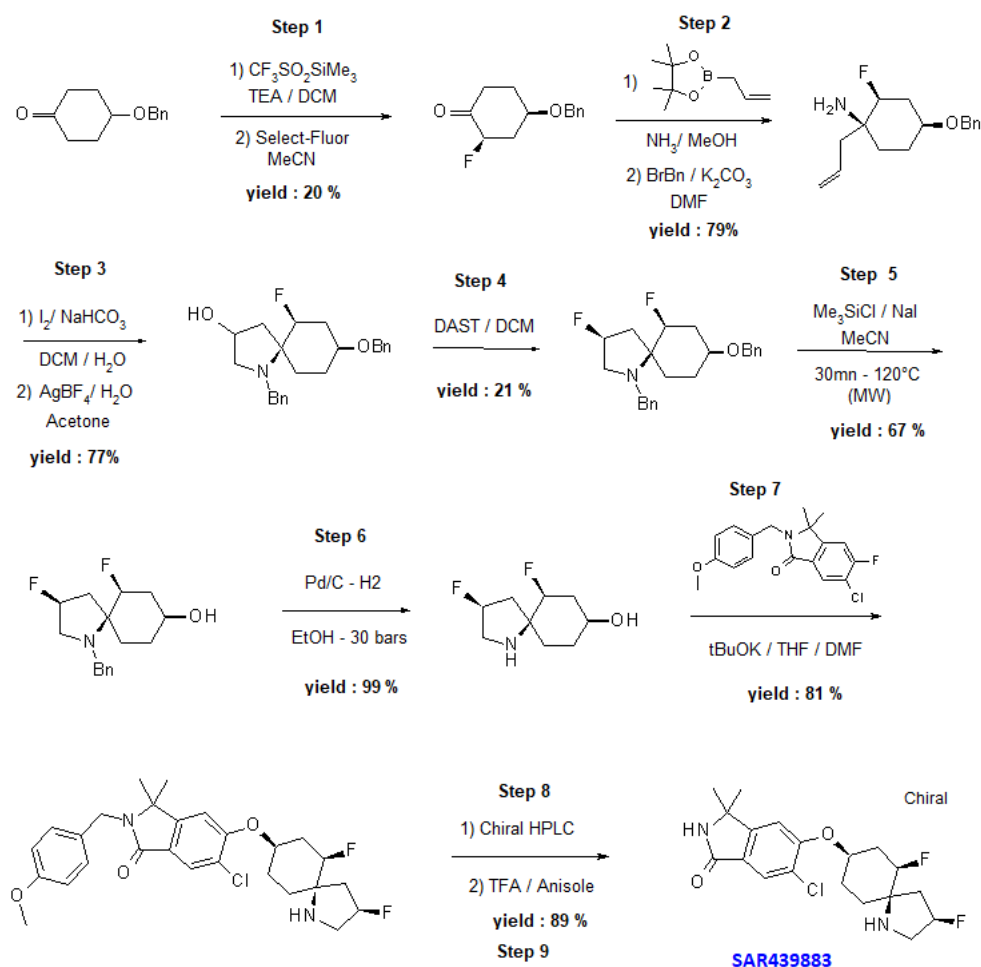 Step 1
1) CF3SO2SiMe3
TEA / DCM
2) Select-Fluor
MeCN
yield : 20 %
O
OBn
O
F
OBn
Step 2
1)
O
B
O
NH3/ MeOH
2) BrBn / K2CO3
DMF
yield : 79%
F
H2N
OBn
Step 3
1) I2/ NaHCO3
DCM / H2O
2) AgBF4/ H2O
Acetone
yield : 77%
HO
F
OBn
N
Bn
Step 4
DAST / DCM
yield : 21 %
F
F
OBn
N
Bn
Step 5
Me3SiCl / NaI
MeCN
30mn - 120°C
(MW)
yield : 67 %
F
F
OH
N
Bn
Step 6
Pd/C - H2
EtOH - 30 bars
yield : 99 %
F
F
OH
N
H
Step 7
N
O
O
F
Cl
tBuOK / THF / DMF
yield : 81 %
N
O
O
Cl
O
F
HN
F
Step 8
1) Chiral HPLC
2) TFA / Anisole
yield : 89 %
Step 9
Chiral
HN
O
O
Cl
F
HN
F
SAR439883